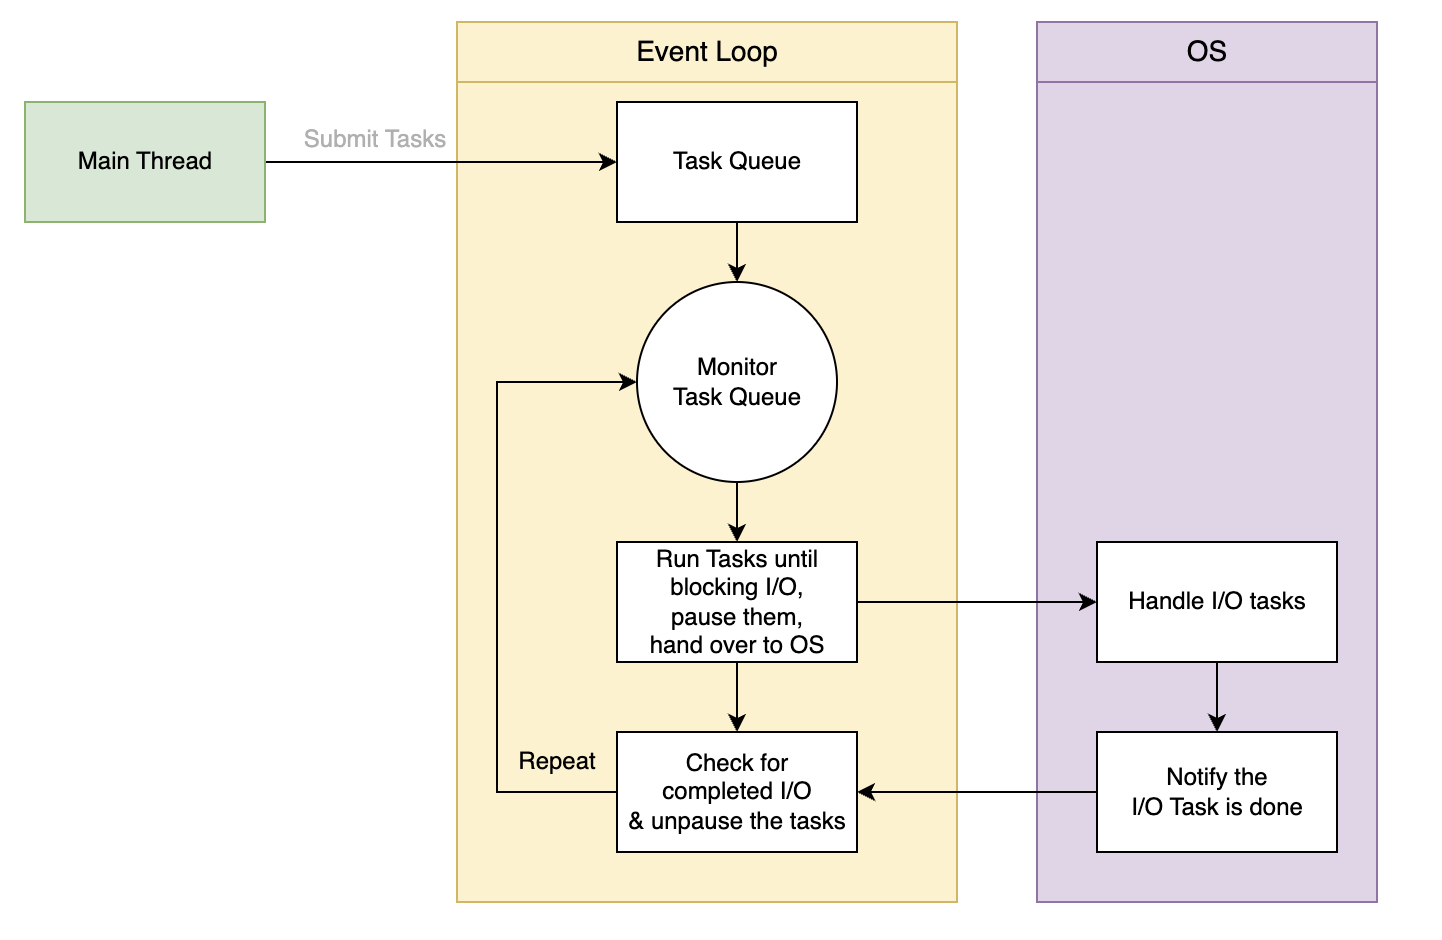 Event Loop
OS
Main Thread
Submit Tasks
Task Queue
Monitor
Task Queue
Run Tasks until
blocking I/O,
pause them,
hand over to OS
Handle I/O tasks
Repeat
Check for
completed I/O
& unpause the tasks
Notify the
I/O Task is done